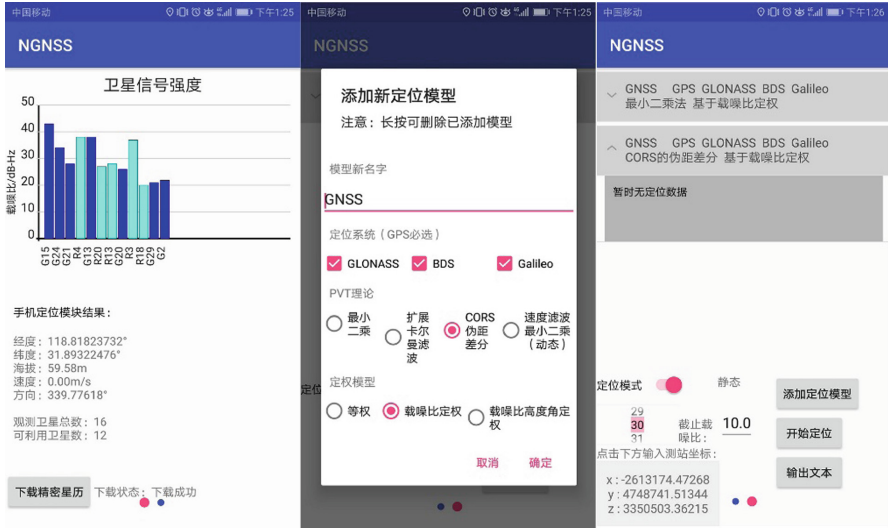 中国移动
下午1:25
NGNSS
卫星信号强度
载噪比/dB-Hz
50
40
30
20
10
0
G15
G24
G21
R4
G13
R20
R13
G20
R3
R18
G29
G2
手机定位模块结果:
经度: 118.81823732°
纬度: 31.89322476°
海拔: 59.58m
速度: 0.00m/s
方向: 339.77618°
观测卫星总数: 16
可利用卫星数: 12
下载精密星历
下载状态: 下载成功
中国移动
下午1:25
NGNSS
添加新定位模型
注意: 长按可删除已添加模型
模型新名字
GNSS
定位系统(GPS必选)
GLONASS
BDS
Galileo
PVT理论
最小
二乘
扩展
卡尔
曼滤
波
CORS
伪距
差分
速度滤波
最小二乘
(动态)
定权模型
等权
载噪比定权
载噪比高度角定
权
取消
确定
定位
中国移动
下午1:26
NGNSS
GNSS GPS GLONASS BDS Galileo
最小二乘法 基于载噪比定权
GNSS GPS GLONASS BDS Galileo
CORS的伪距差分 基于载噪比定权
暂时无定位数据
定位模式
静态
添加定位模型
29
30
31
截止载
噪比:
10.0
开始定位
点击下方输入测站坐标:
输出文本
x :-2613174.47268
y : 4748741.51344
z : 3350503.36215